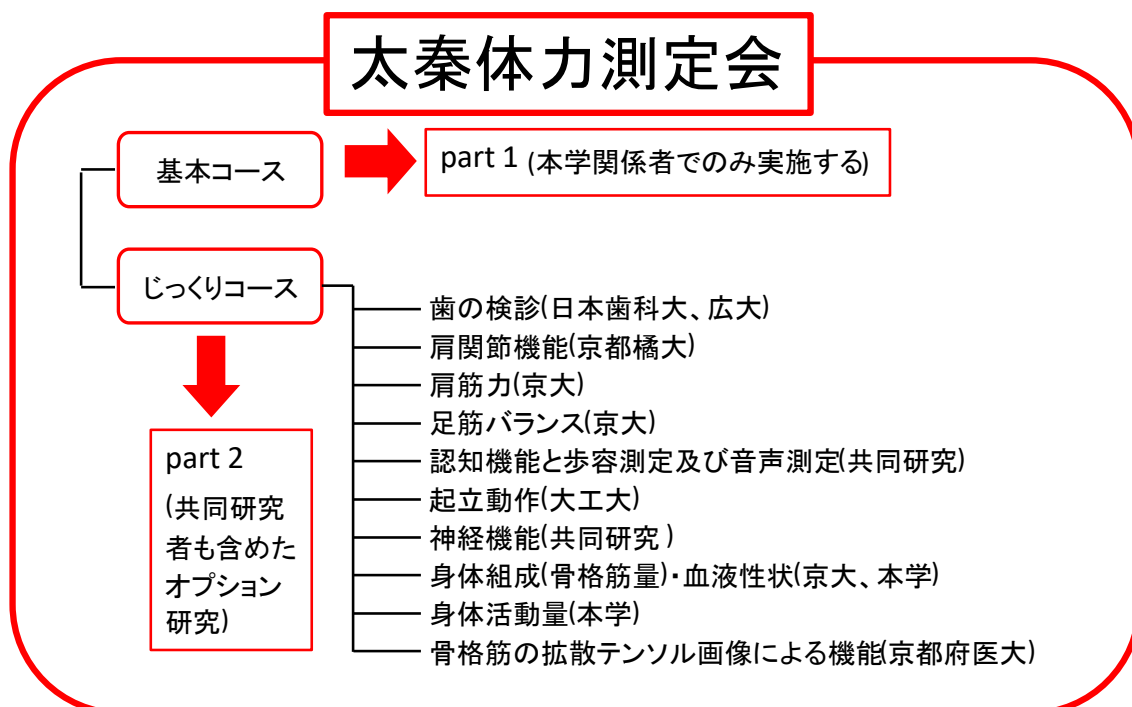 太秦体力測定会
基本コース
part 1 (本学関係者でのみ実施する)
じっくりコース
歯の検診(日本歯科大、広大)
肩関節機能(京都橘大)
肩筋力(京大)
足筋バランス(京大)
認知機能と歩容測定及び音声測定(共同研究)
起立動作(大工大)
神経機能(共同研究)
身体組成(骨格筋量)・血液性状(京大、本学)
身体活動量(本学)
骨格筋の拡散テンソル画像による機能(京都府医大)
part 2
(共同研究
者も含めた
オプション
研究)